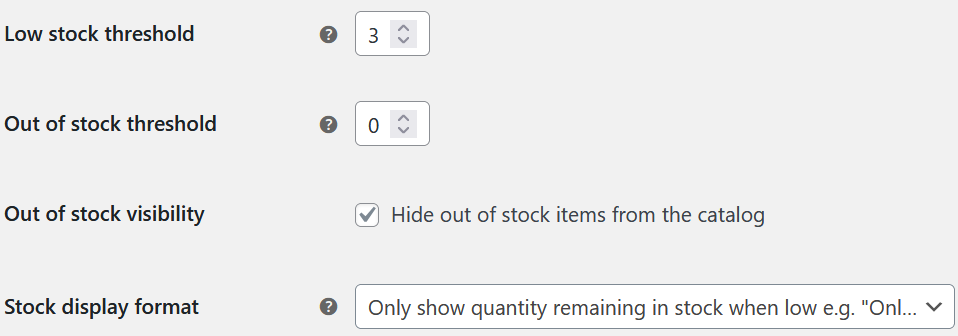 Low stock threshold ? 3
Out of stock threshold ? 0
Out of stock visibility Hide out of stock items from the catalog
Stock display format ? Only show quantity remaining in stock when low e.g. "Onl...